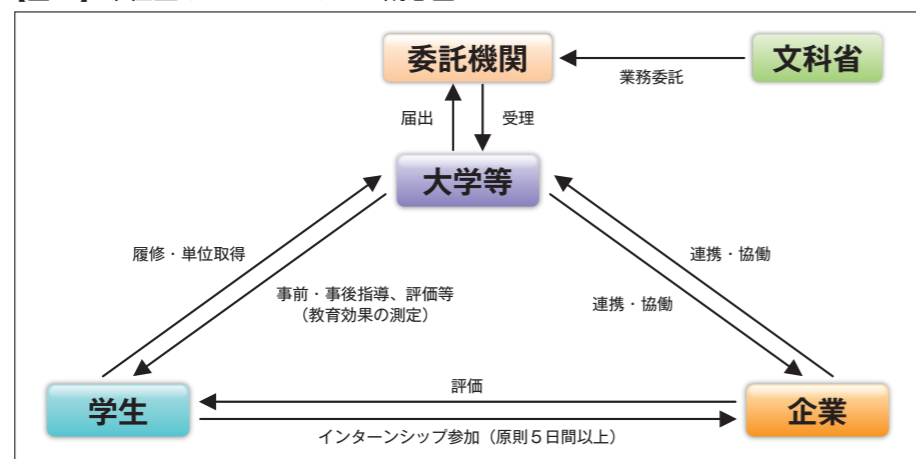 委託機関
文科省
業務委託
届出
受理
大学等
履修・単位取得
連携・協働
事前・事後指導、評価等
（教育効果の測定）
連携・協働
評価
学生
企業
インターンシップ参加（原則５日間以上）